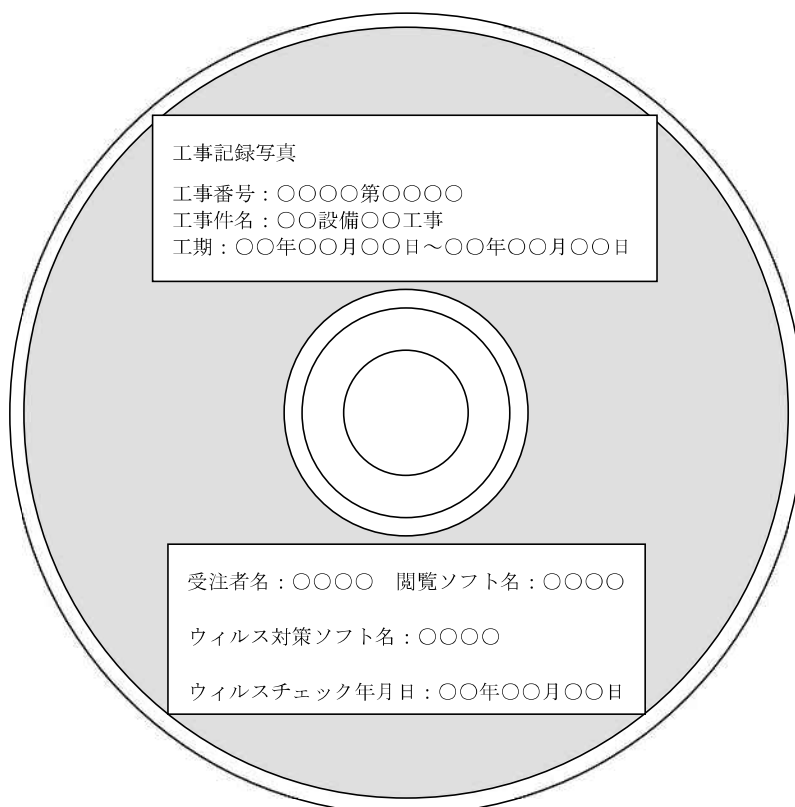 工事記録写真
工事番号：○○○○第○○○○
工事件名：○○設備○○工事
工期：○○年○○月○○日～○○年○○月○○日
受注者名：○○○○　閲覧ソフト名：○○○○
ウィルス対策ソフト名：○○○○
ウィルスチェック年月日：○○年○○月○○日